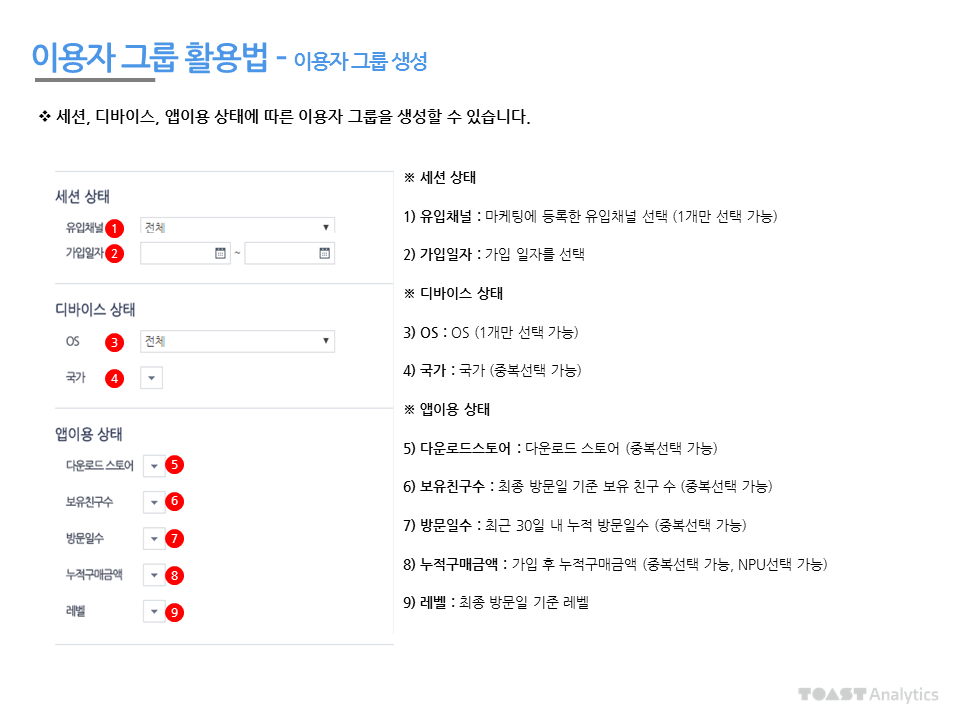 이용자 그룹 활용법 - 이용자 그룹 생성
❖ 세션, 디바이스, 앱이용 상태에 따른 이용자 그룹을 생성할 수 있습니다.
세션 상태
유입채널 1 전체
가입일자 2 ~
디바이스 상태
OS 3 전체
국가 4
앱이용 상태
다운로드 스토어 5
보유친구수 6
방문일수 7
누적구매금액 8
레벨 9
※ 세션 상태
1) 유입채널 : 마케팅에 등록한 유입채널 선택 (1개만 선택 가능)
2) 가입일자 : 가입 일자를 선택
※ 디바이스 상태
3) OS : OS (1개만 선택 가능)
4) 국가 : 국가 (중복선택 가능)
※ 앱이용 상태
5) 다운로드스토어 : 다운로드 스토어 (중복선택 가능)
6) 보유친구수 : 최종 방문일 기준 보유 친구 수 (중복선택 가능)
7) 방문일수 : 최근 30일 내 누적 방문일수 (중복선택 가능)
8) 누적구매금액 : 가입 후 누적구매금액 (중복선택 가능, NPU선택 가능)
9) 레벨 : 최종 방문일 기준 레벨
TOAST Analytics